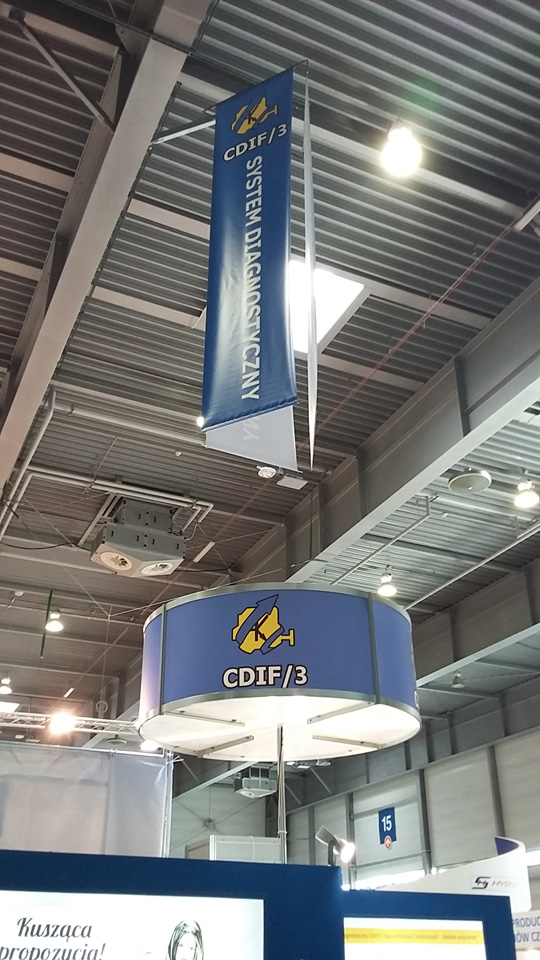 CDIF/3
SYSTEM DIAGNOSTYCZNY
CDIF/3
15
Kusząca
propozycja!